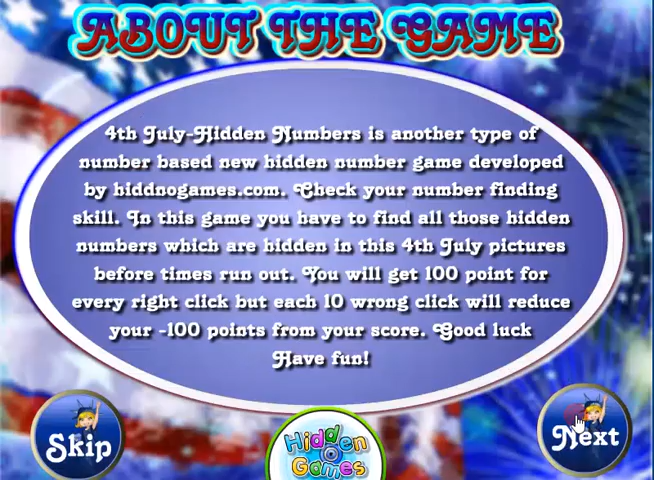 ABOUT THE GAME
4th July-Hidden Numbers is another type of
number based new hidden number game developed
by hiddnogames.com. Check your number finding
skill. In this game you have to find all those hidden
numbers which are hidden in this 4th July pictures
before times run out. You will get 100 point for
every right click but each 10 wrong click will reduce
your -100 points from your score. Good luck
Have fun!
Skip
Hidden
Games
Next